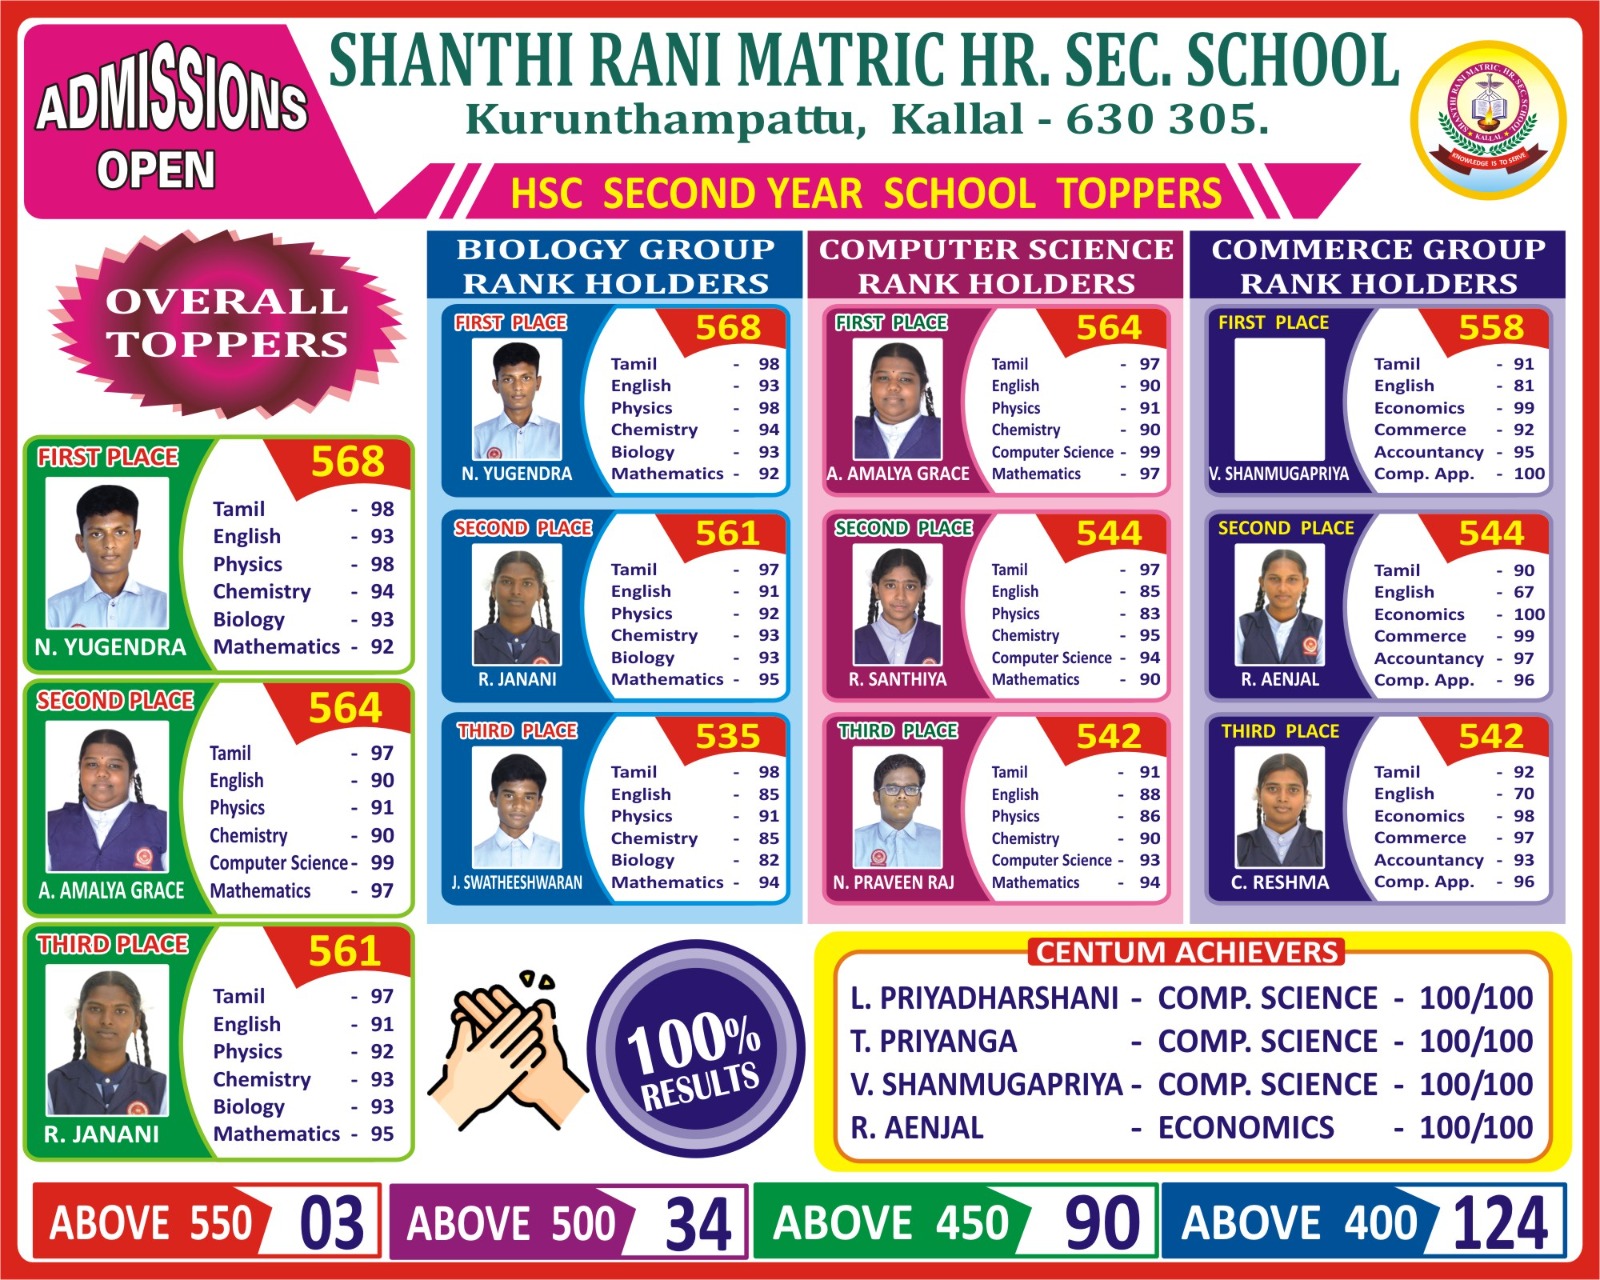 ADMISSIONS
OPEN
SHANTHI RANI MATRIC HR. SEC. SCHOOL
Kurunthampattu, Kallal - 630 305.
HSC SECOND YEAR SCHOOL TOPPERS
SHANTHI RANI MATRIC. HR. SEC. SCHOOL
★ KALLAL ★
KNOWLEDGE IS TO SERVE
OVERALL
TOPPERS
FIRST PLACE
568
Tamil - 98
English - 93
Physics - 98
Chemistry - 94
Biology - 93
Mathematics - 92
N. YUGENDRA
SECOND PLACE
564
Tamil - 97
English - 90
Physics - 91
Chemistry - 90
Computer Science - 99
Mathematics - 97
A. AMALYA GRACE
THIRD PLACE
561
Tamil - 97
English - 91
Physics - 92
Chemistry - 93
Biology - 93
Mathematics - 95
R. JANANI
BIOLOGY GROUP
RANK HOLDERS
FIRST PLACE
568
Tamil - 98
English - 93
Physics - 98
Chemistry - 94
Biology - 93
Mathematics - 92
N. YUGENDRA
SECOND PLACE
561
Tamil - 97
English - 91
Physics - 92
Chemistry - 93
Biology - 93
Mathematics - 95
R. JANANI
THIRD PLACE
535
Tamil - 98
English - 85
Physics - 91
Chemistry - 85
Biology - 82
Mathematics - 94
J. SWATHEESHWARAN
COMPUTER SCIENCE
RANK HOLDERS
FIRST PLACE
564
Tamil - 97
English - 90
Physics - 91
Chemistry - 90
Computer Science - 99
Mathematics - 97
A. AMALYA GRACE
SECOND PLACE
544
Tamil - 97
English - 85
Physics - 83
Chemistry - 95
Computer Science - 94
Mathematics - 90
R. SANTHIYA
THIRD PLACE
542
Tamil - 91
English - 88
Physics - 86
Chemistry - 90
Computer Science - 93
Mathematics - 94
N. PRAVEEN RAJ
COMMERCE GROUP
RANK HOLDERS
FIRST PLACE
558
Tamil - 91
English - 81
Economics - 99
Commerce - 92
Accountancy - 95
Comp. App. - 100
V. SHANMUGAPRIYA
SECOND PLACE
544
Tamil - 90
English - 67
Economics - 100
Commerce - 99
Accountancy - 97
Comp. App. - 96
R. AENJAL
THIRD PLACE
542
Tamil - 92
English - 70
Economics - 98
Commerce - 97
Accountancy - 93
Comp. App. - 96
C. RESHMA
100%
RESULTS
CENTUM ACHIEVERS
L. PRIYADHARSHANI - COMP. SCIENCE - 100/100
T. PRIYANGA - COMP. SCIENCE - 100/100
V. SHANMUGAPRIYA - COMP. SCIENCE - 100/100
R. AENJAL - ECONOMICS - 100/100
ABOVE 550 03
ABOVE 500 34
ABOVE 450 90
ABOVE 400 124